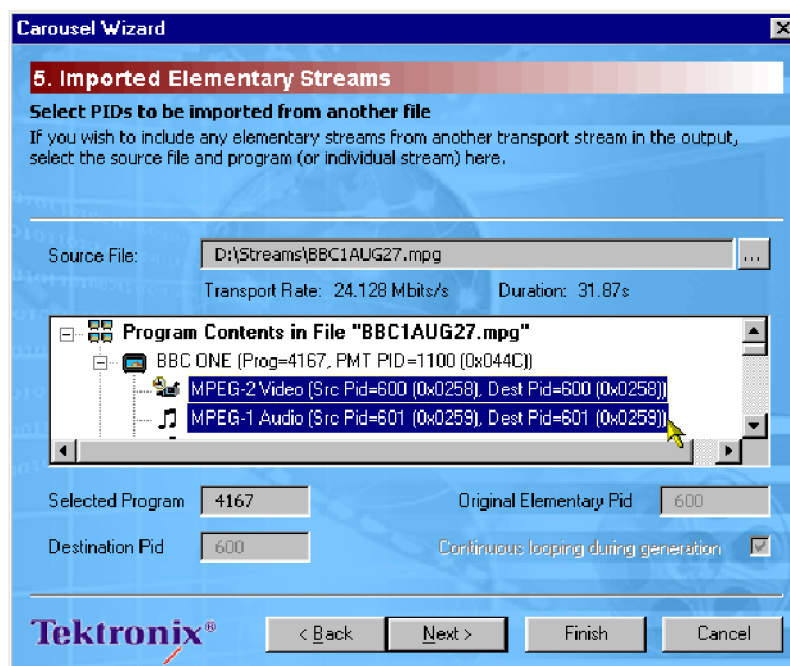 Carousel Wizard
5. Imported Elementary Streams
Select PIDs to be imported from another file
If you wish to include any elementary streams from another transport stream in the output,
select the source file and program (or individual stream) here.
Source File: D:\Streams\BBC1AUG27.mpg ...
Transport Rate: 24.128 Mbits/s Duration: 31.87s
Program Contents in File "BBC1AUG27.mpg"
BBC ONE (Prog=4167, PMT PID=1100 (0x044C))
MPEG-2 Video (Src Pid=600 (0x0258), Dest Pid=600 (0x0258))
MPEG-1 Audio (Src Pid=601 (0x0259), Dest Pid=601 (0x0259))
Selected Program 4167 Original Elementary Pid 600
Destination Pid 600 Continuous looping during generation
Tektronix® < Back Next > Finish Cancel